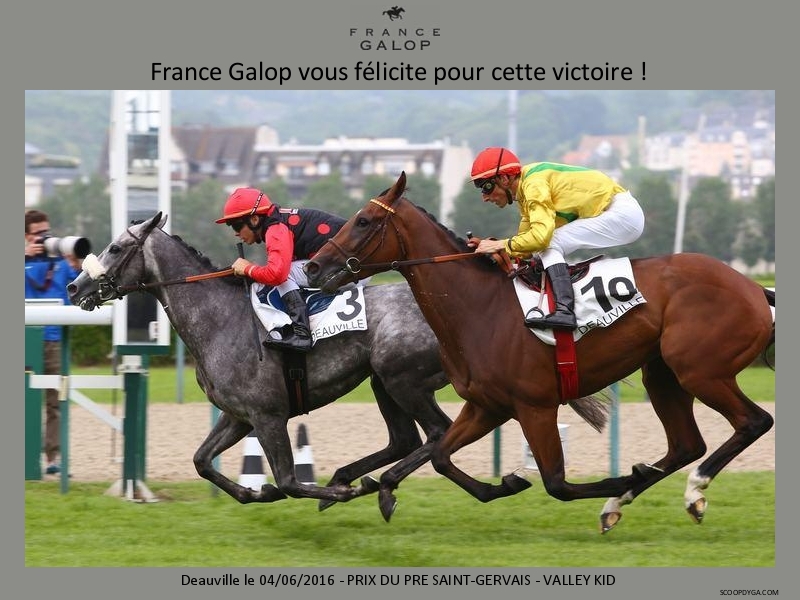 FRANCE
GALOP
France Galop vous félicite pour cette victoire !
3
DEAUVILLE
10
DEAUVILLE
Deauville le 04/06/2016 - PRIX DU PRE SAINT-GERVAIS - VALLEY KID
SCOOPDYGA.COM